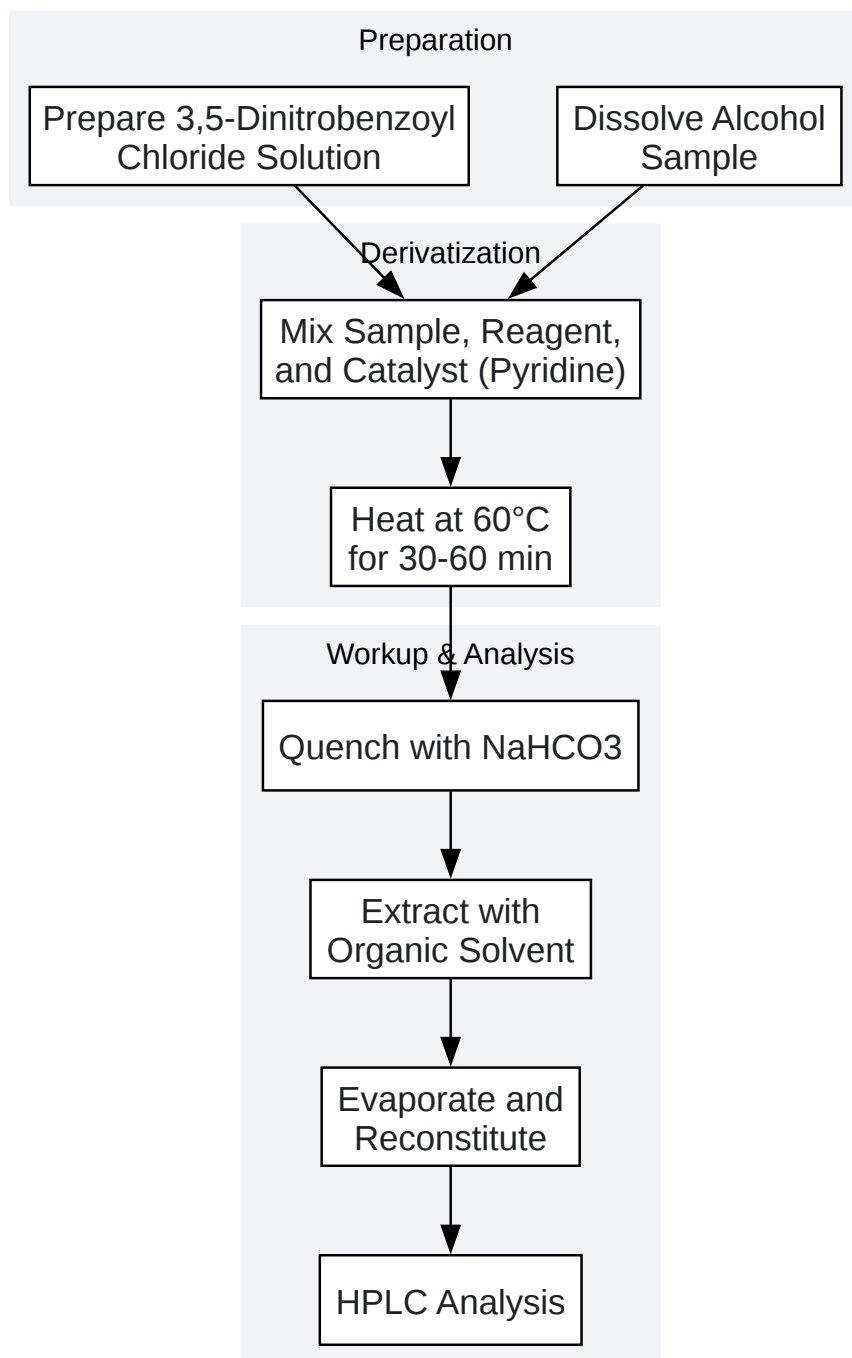 Preparation
Prepare 3,5-Dinitrobenzoyl
Chloride Solution
Dissolve Alcohol
Sample
Derivatization
Mix Sample, Reagent,
and Catalyst (Pyridine)
Heat at 60°C
for 30-60 min
Workup & Analysis
Quench with NaHCO3
Extract with
Organic Solvent
Evaporate and
Reconstitute
HPLC Analysis